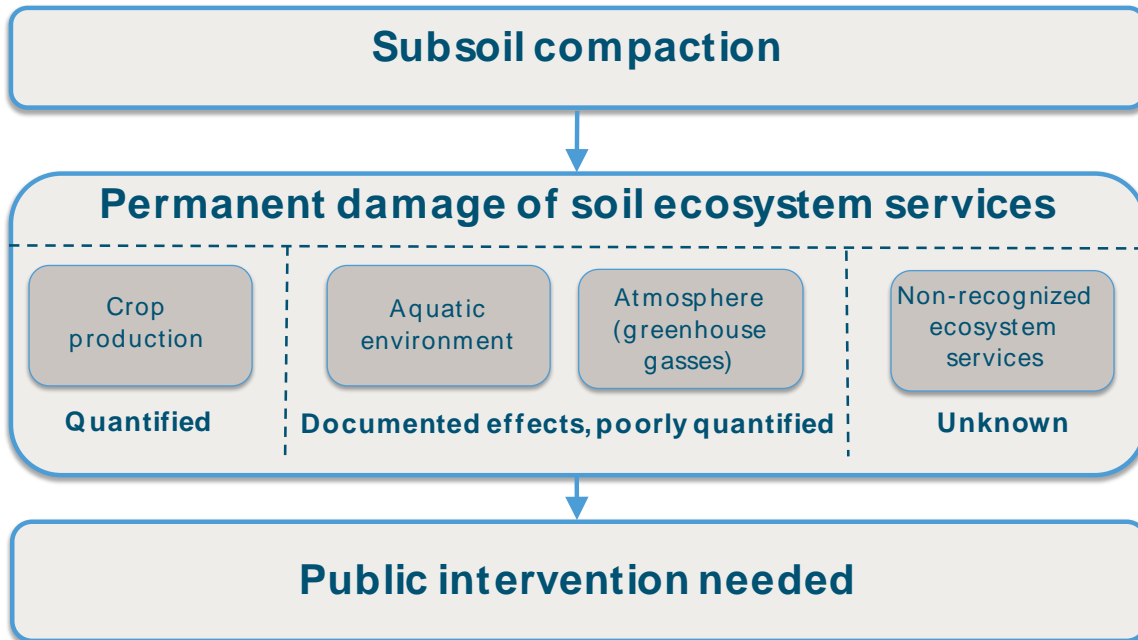 Subsoil compaction
Permanent damage of soil ecosystem services
Crop
production
Aquatic
environment
Atmosphere
(greenhouse
gasses)
Non-recognized
ecosystem
services
Quantified
Documented effects, poorly quantified
Unknown
Public intervention needed